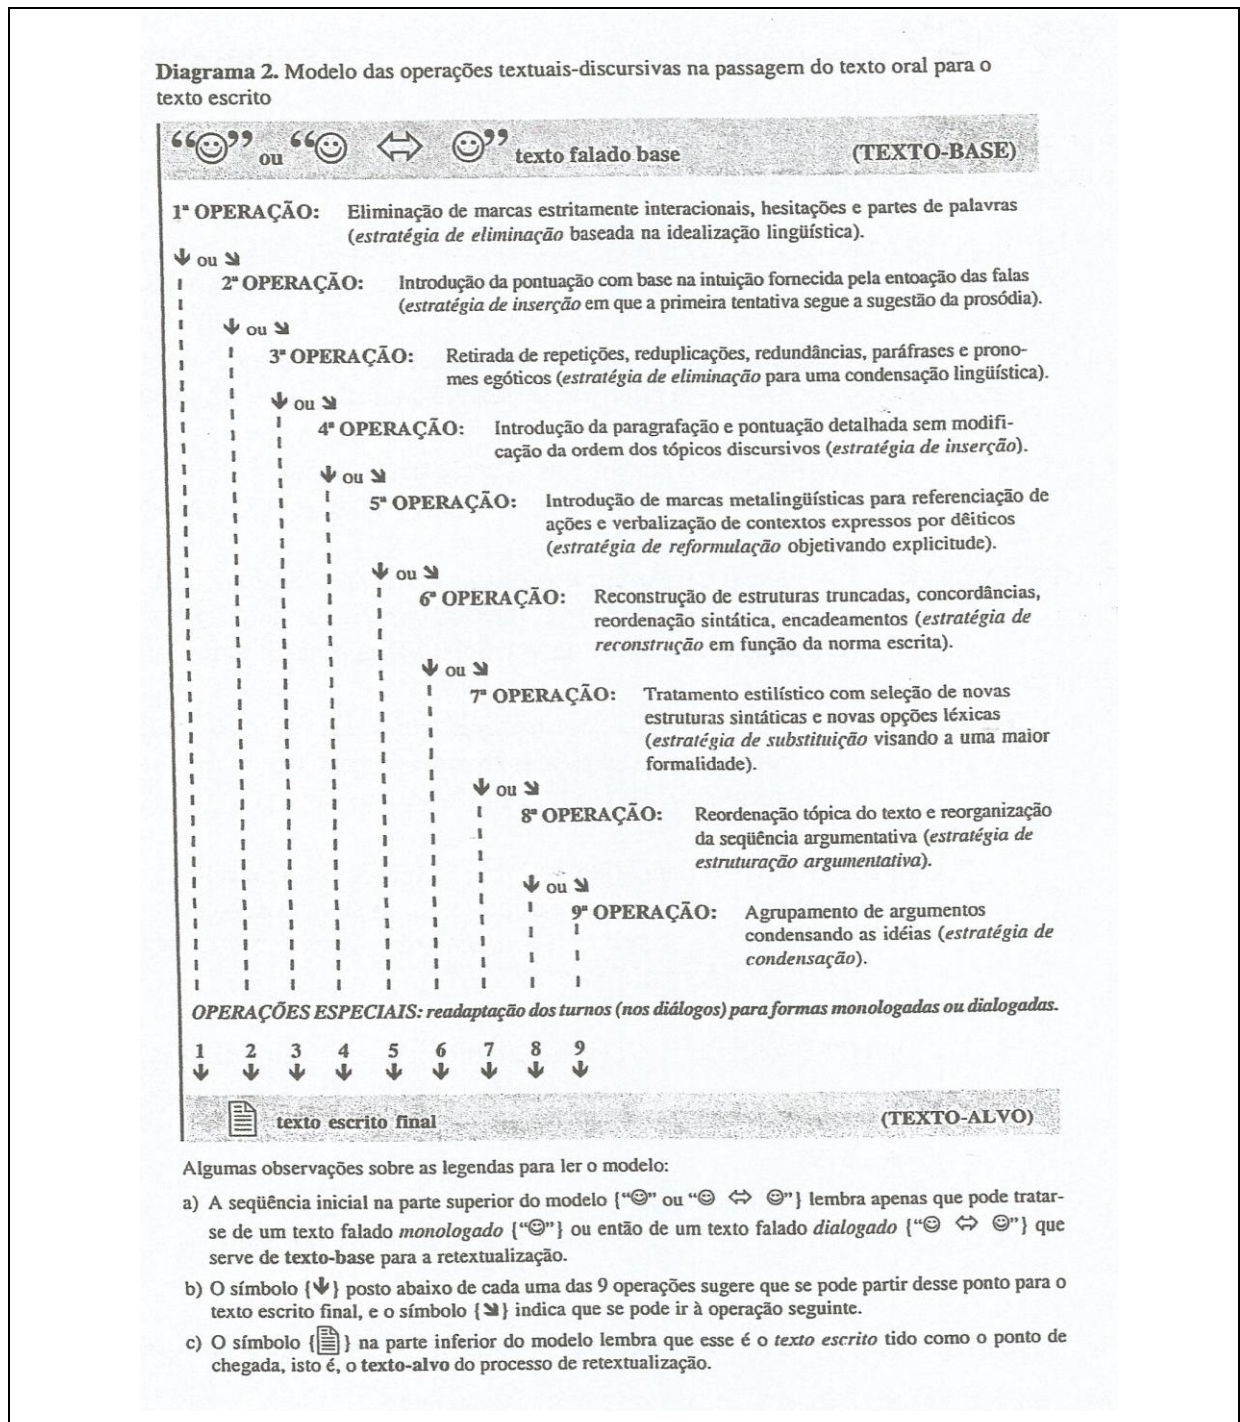 Diagrama 2. Modelo das operações textuais-discursivas na passagem do texto oral para o
texto escrito
“☺” ou “☺ ⇔ ☺” texto falado base (TEXTO-BASE)
1ª OPERAÇÃO: Eliminação de marcas estritamente interacionais, hesitações e partes de palavras
(estratégia de eliminação baseada na idealização lingüística).
↓ ou ↘
2ª OPERAÇÃO: Introdução da pontuação com base na intuição fornecida pela entoação das falas
(estratégia de inserção em que a primeira tentativa segue a sugestão da prosódia).
↓ ou ↘
3ª OPERAÇÃO: Retirada de repetições, reduplicações, redundâncias, paráfrases e prono-
mes egóticos (estratégia de eliminação para uma condensação lingüística).
↓ ou ↘
4ª OPERAÇÃO: Introdução da paragrafação e pontuação detalhada sem modifi-
cação da ordem dos tópicos discursivos (estratégia de inserção).
↓ ou ↘
5ª OPERAÇÃO: Introdução de marcas metalingüísticas para referenciação de
ações e verbalização de contextos expressos por dêiticos
(estratégia de reformulação objetivando explicitude).
↓ ou ↘
6ª OPERAÇÃO: Reconstrução de estruturas truncadas, concordâncias,
reordenação sintática, encadeamentos (estratégia de
reconstrução em função da norma escrita).
↓ ou ↘
7ª OPERAÇÃO: Tratamento estilístico com seleção de novas
estruturas sintáticas e novas opções léxicas
(estratégia de substituição visando a uma maior
formalidade).
↓ ou ↘
8ª OPERAÇÃO: Reordenação tópica do texto e reorganização
da seqüência argumentativa (estratégia de
estruturação argumentativa).
↓ ou ↘
9ª OPERAÇÃO: Agrupamento de argumentos
condensando as idéias (estratégia de
condensação).
OPERAÇÕES ESPECIAIS: readaptação dos turnos (nos diálogos) para formas monologadas ou dialogadas.
1 2 3 4 5 6 7 8 9
↓ ↓ ↓ ↓ ↓ ↓ ↓ ↓ ↓
texto escrito final (TEXTO-ALVO)
Algumas observações sobre as legendas para ler o modelo:
a) A seqüência inicial na parte superior do modelo {“☺” ou “☺ ⇔ ☺”} lembra apenas que pode tratar-
se de um texto falado monologado {“☺”} ou então de um texto falado dialogado {“☺ ⇔ ☺”} que
serve de texto-base para a retextualização.
b) O símbolo {↓} posto abaixo de cada uma das 9 operações sugere que se pode partir desse ponto para o
texto escrito final, e o símbolo {↘} indica que se pode ir à operação seguinte.
c) O símbolo {🗎} na parte inferior do modelo lembra que esse é o texto escrito tido como o ponto de
chegada, isto é, o texto-alvo do processo de retextualização.